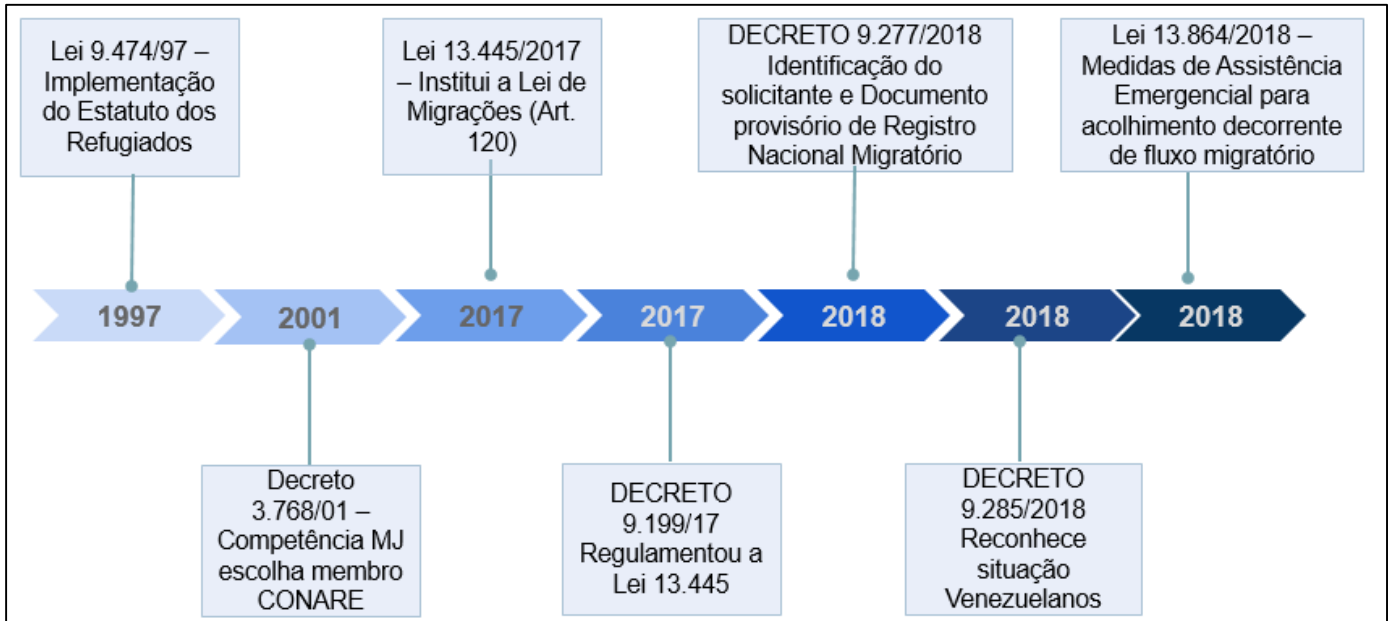 Lei 9.474/97 –
Implementação
do Estatuto dos
Refugiados
Lei 13.445/2017
– Institui a Lei de
Migrações (Art.
120)
DECRETO 9.277/2018
Identificação do
solicitante e Documento
provisório de Registro
Nacional Migratório
Lei 13.864/2018 –
Medidas de Assistência
Emergencial para
acolhimento decorrente
de fluxo migratório
1997
2001
2017
2017
2018
2018
2018
Decreto
3.768/01 –
Competência MJ
escolha membro
CONARE
DECRETO
9.199/17
Regulamentou a
Lei 13.445
DECRETO
9.285/2018
Reconhece
situação
Venezuelanos